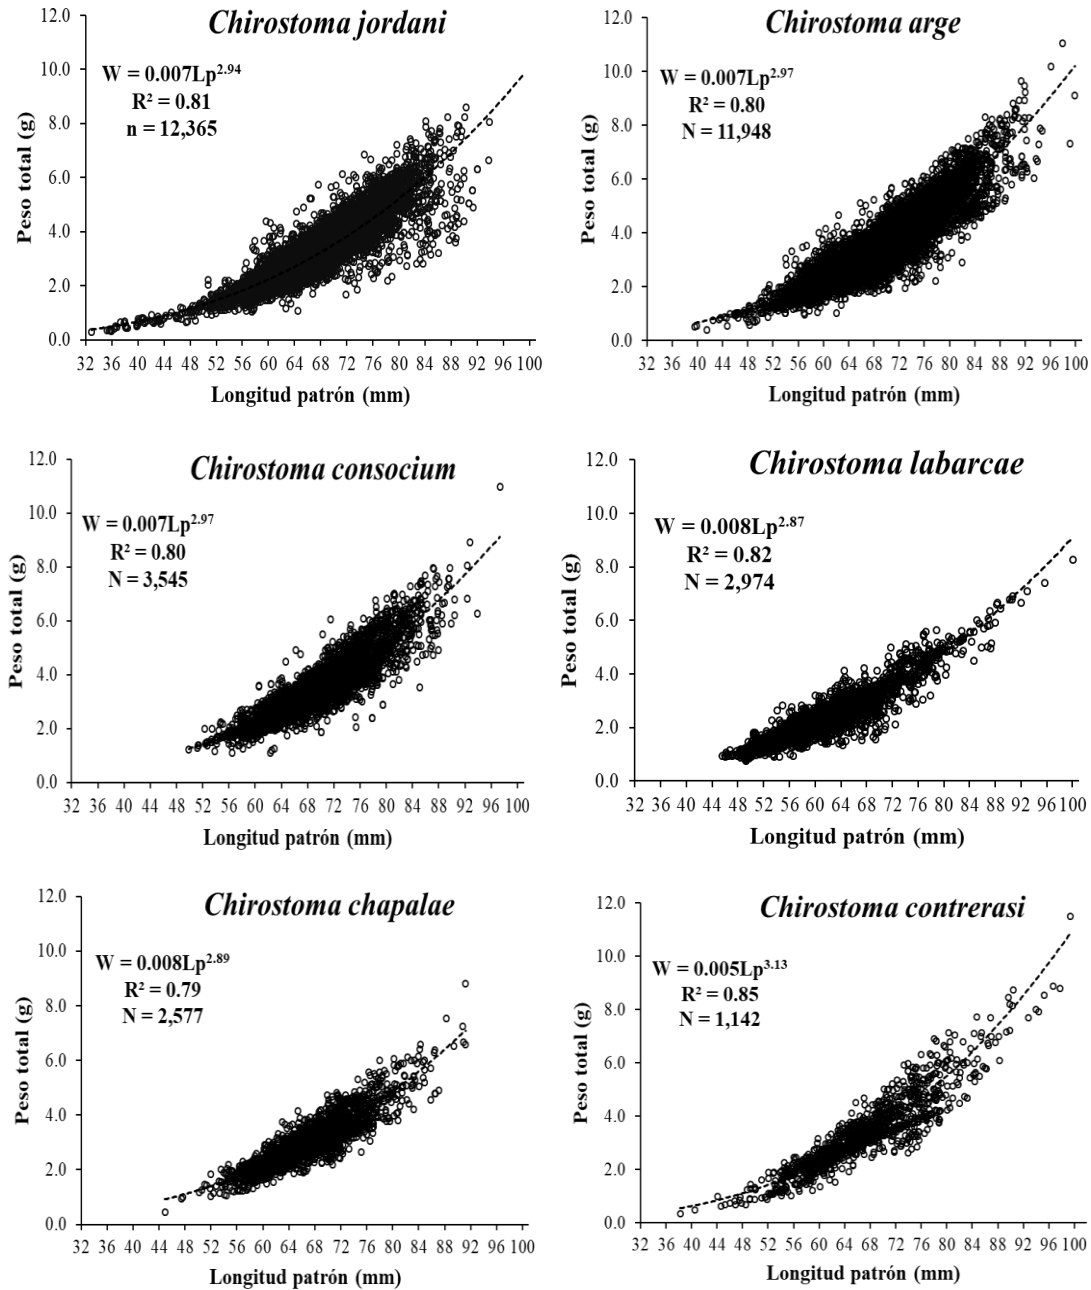 Chirostoma jordani
W = 0.007Lp^2.94
R² = 0.81
n = 12,365
Peso total (g)
12.0
10.0
8.0
6.0
4.0
2.0
0.0
32 36 40 44 48 52 56 60 64 68 72 76 80 84 88 92 96 100
Longitud patrón (mm)
Chirostoma arge
W = 0.007Lp^2.97
R² = 0.80
N = 11,948
Peso total (g)
12.0
10.0
8.0
6.0
4.0
2.0
0.0
32 36 40 44 48 52 56 60 64 68 72 76 80 84 88 92 96 100
Longitud patrón (mm)
Chirostoma consocium
W = 0.007Lp^2.97
R² = 0.80
N = 3,545
Peso total (g)
12.0
10.0
8.0
6.0
4.0
2.0
0.0
32 36 40 44 48 52 56 60 64 68 72 76 80 84 88 92 96 100
Longitud patrón (mm)
Chirostoma labarcae
W = 0.008Lp^2.87
R² = 0.82
N = 2,974
Peso total (g)
12.0
10.0
8.0
6.0
4.0
2.0
0.0
32 36 40 44 48 52 56 60 64 68 72 76 80 84 88 92 96 100
Longitud patrón (mm)
Chirostoma chapalae
W = 0.008Lp^2.89
R² = 0.79
N = 2,577
Peso total (g)
12.0
10.0
8.0
6.0
4.0
2.0
0.0
32 36 40 44 48 52 56 60 64 68 72 76 80 84 88 92 96 100
Longitud patrón (mm)
Chirostoma contrerasi
W = 0.005Lp^3.13
R² = 0.85
N = 1,142
Peso total (g)
12.0
10.0
8.0
6.0
4.0
2.0
0.0
32 36 40 44 48 52 56 60 64 68 72 76 80 84 88 92 96 100
Longitud patrón (mm)